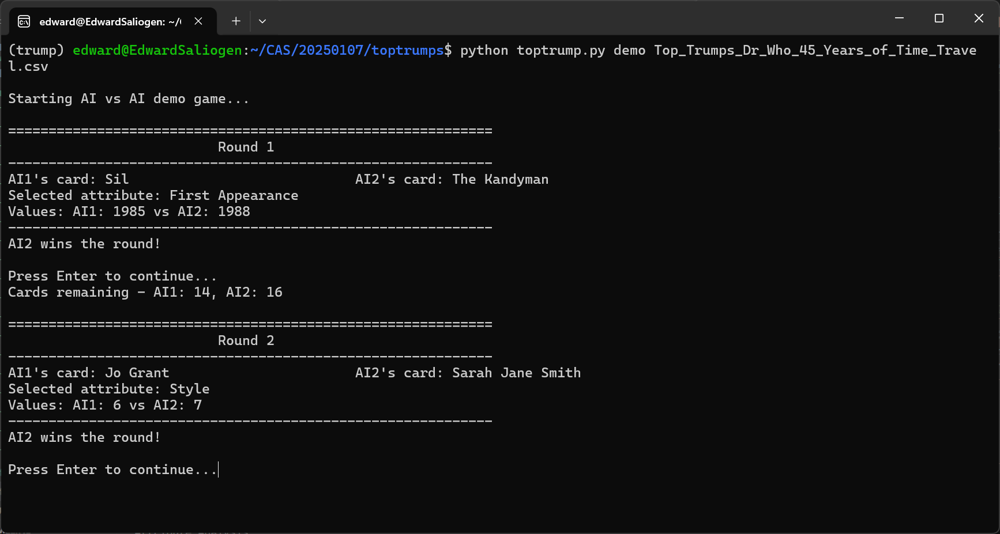 edward@EdwardSaliogen: ~/
(trump) edward@EdwardSaliogen:~/CAS/20250107/toptrumps$ python toptrump.py demo Top_Trumps_Dr_Who_45_Years_of_Time_Trave
l.csv
Starting AI vs AI demo game...
============================================================
Round 1
------------------------------------------------------------
AI1's card: Sil AI2's card: The Kandyman
Selected attribute: First Appearance
Values: AI1: 1985 vs AI2: 1988
------------------------------------------------------------
AI2 wins the round!
Press Enter to continue...
Cards remaining - AI1: 14, AI2: 16
============================================================
Round 2
------------------------------------------------------------
AI1's card: Jo Grant AI2's card: Sarah Jane Smith
Selected attribute: Style
Values: AI1: 6 vs AI2: 7
------------------------------------------------------------
AI2 wins the round!
Press Enter to continue...